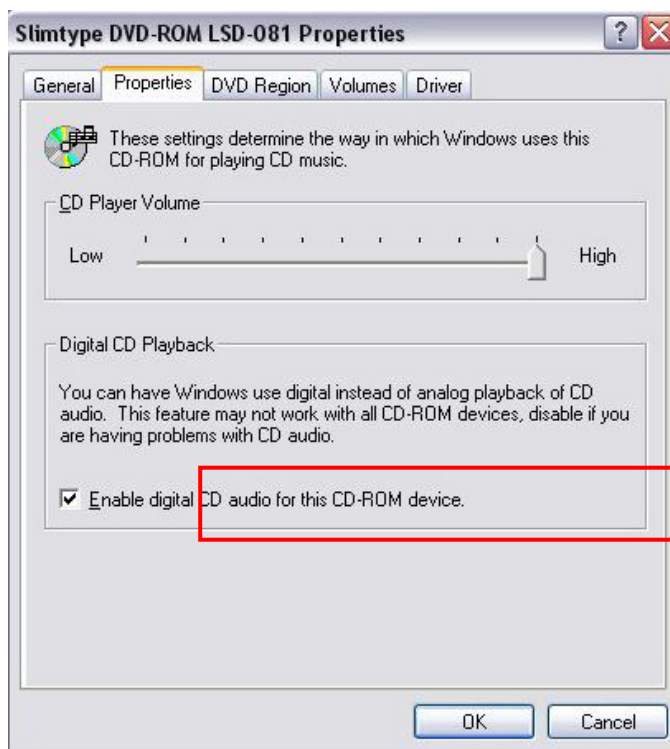 Slimtype DVD-ROM LSD-081 Properties
General Properties DVD Region Volumes Driver
These settings determine the way in which Windows uses this
CD-ROM for playing CD music.
CD Player Volume
Low High
Digital CD Playback
You can have Windows use digital instead of analog playback of CD
audio. This feature may not work with all CD-ROM devices, disable if you
are having problems with CD audio.
Enable digital CD audio for this CD-ROM device.
OK Cancel